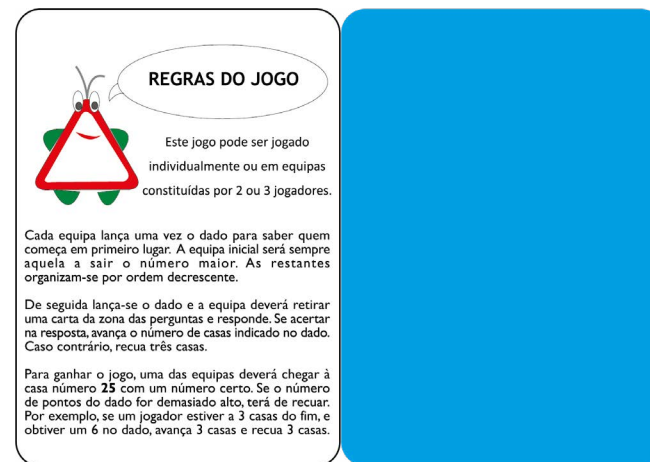 REGRAS DO JOGO
Este jogo pode ser jogado
individualmente ou em equipas
constituídas por 2 ou 3 jogadores.
Cada equipa lança uma vez o dado para saber quem
começa em primeiro lugar. A equipa inicial será sempre
aquela a sair o número maior. As restantes
organizam-se por ordem decrescente.
De seguida lança-se o dado e a equipa deverá retirar
uma carta da zona das perguntas e responde. Se acertar
na resposta, avança o número de casas indicado no dado.
Caso contrário, recua três casas.
Para ganhar o jogo, uma das equipas deverá chegar à
casa número 25 com um número certo. Se o número
de pontos do dado for demasiado alto, terá de recuar.
Por exemplo, se um jogador estiver a 3 casas do fim, e
obtiver um 6 no dado, avança 3 casas e recua 3 casas.